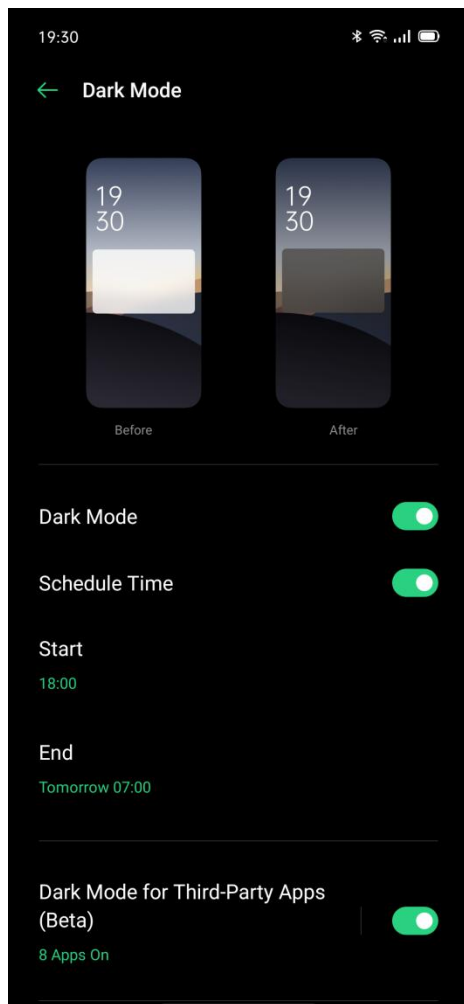 19:30
Dark Mode
19
30
19
30
Before
After
Dark Mode
Schedule Time
Start
18:00
End
Tomorrow 07:00
Dark Mode for Third-Party Apps
(Beta)
8 Apps On